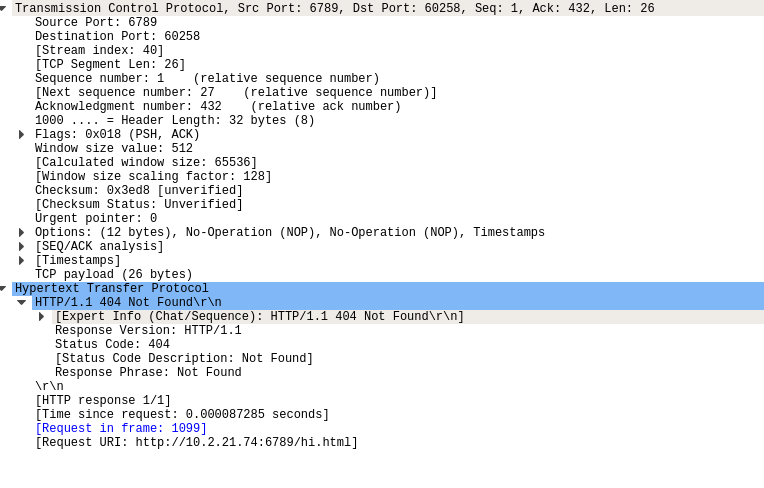 Transmission Control Protocol, Src Port: 6789, Dst Port: 60258, Seq: 1, Ack: 432, Len: 26
Source Port: 6789
Destination Port: 60258
[Stream index: 40]
[TCP Segment Len: 26]
Sequence number: 1    (relative sequence number)
[Next sequence number: 27    (relative sequence number)]
Acknowledgment number: 432    (relative ack number)
1000 .... = Header Length: 32 bytes (8)
Flags: 0x018 (PSH, ACK)
Window size value: 512
[Calculated window size: 65536]
[Window size scaling factor: 128]
Checksum: 0x3ed8 [unverified]
[Checksum Status: Unverified]
Urgent pointer: 0
Options: (12 bytes), No-Operation (NOP), No-Operation (NOP), Timestamps
[SEQ/ACK analysis]
[Timestamps]
TCP payload (26 bytes)
Hypertext Transfer Protocol
HTTP/1.1 404 Not Found\r\n
[Expert Info (Chat/Sequence): HTTP/1.1 404 Not Found\r\n]
Response Version: HTTP/1.1
Status Code: 404
[Status Code Description: Not Found]
Response Phrase: Not Found
\r\n
[HTTP response 1/1]
[Time since request: 0.000087285 seconds]
[Request in frame: 1099]
[Request URI: http://10.2.21.74:6789/hi.html]